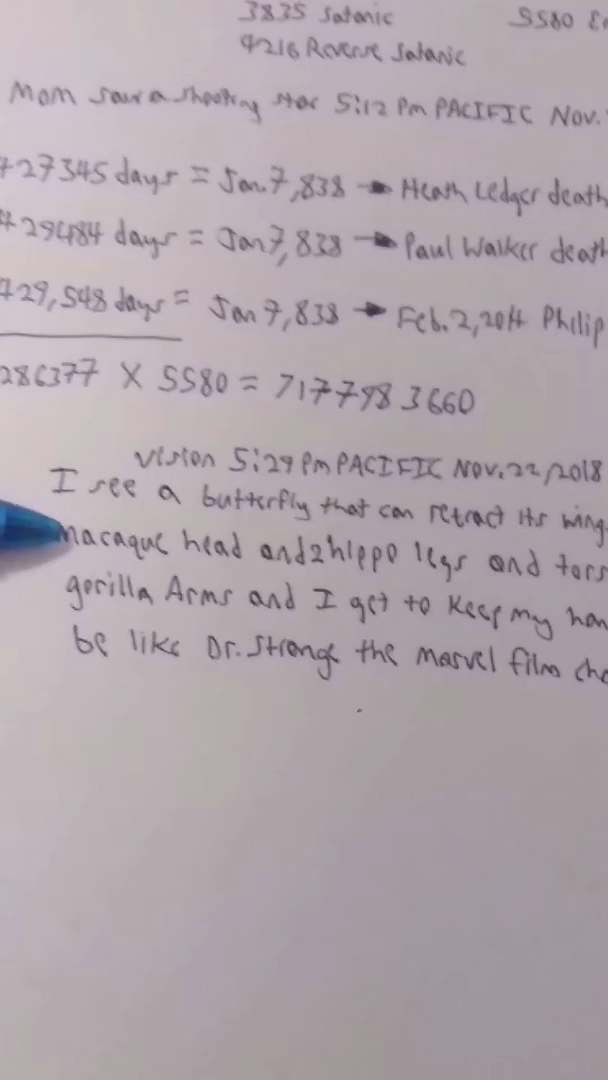 3835 Satanic 5580 En
4216 Reverse Satanic
Mom saw a shooting star 5:12 Pm PACIFIC Nov.
427345 days = Jan.7,838 → Heath Ledger death
429484 days = Jan 7,838 → Paul Walker death
429,548 days = Jan 7,838 → Feb.2,2014 Philip
286377 X 5580 = 7177983660
Vision 5:29 Pm PACIFIC Nov.22,2018
I see a butterfly that can retract its wing
macaque head and 2 hippo legs and tors
gorilla Arms and I get to keep my han
be like Dr. Strange the marvel film cha